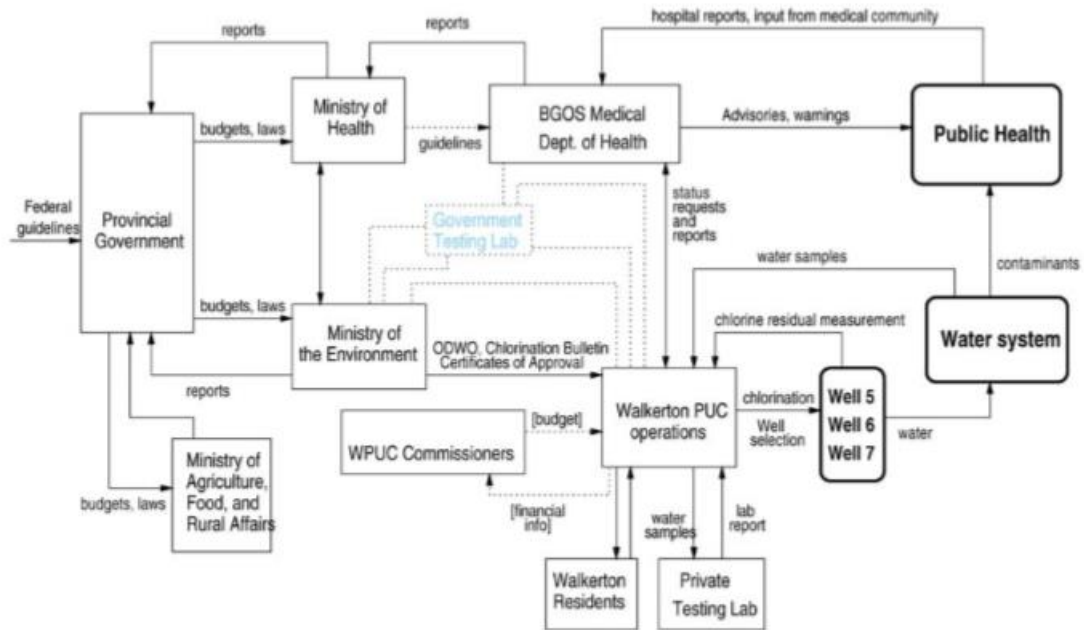 hospital reports, input from medical community
reports
reports
Ministry of
Health
BGOS Medical
Dept. of Health
Public Health
budgets, laws
guidelines
Advisories, warnings
Federal
guidelines
Provincial
Government
Government
Testing Lab
status
requests
and
reports
water samples
contaminants
budgets, laws
Ministry of
the Environment
ODWO, Chlorination Bulletin
Certificates of Approval
chlorine residual measurement
Water system
reports
Walkerton PUC
operations
chlorination
Well
selection
Well 5
Well 6
Well 7
water
[budget]
WPUC Commissioners
Ministry of
Agriculture,
Food, and
Rural Affairs
budgets, laws
[financial
info]
water
samples
lab
report
Walkerton
Residents
Private
Testing Lab